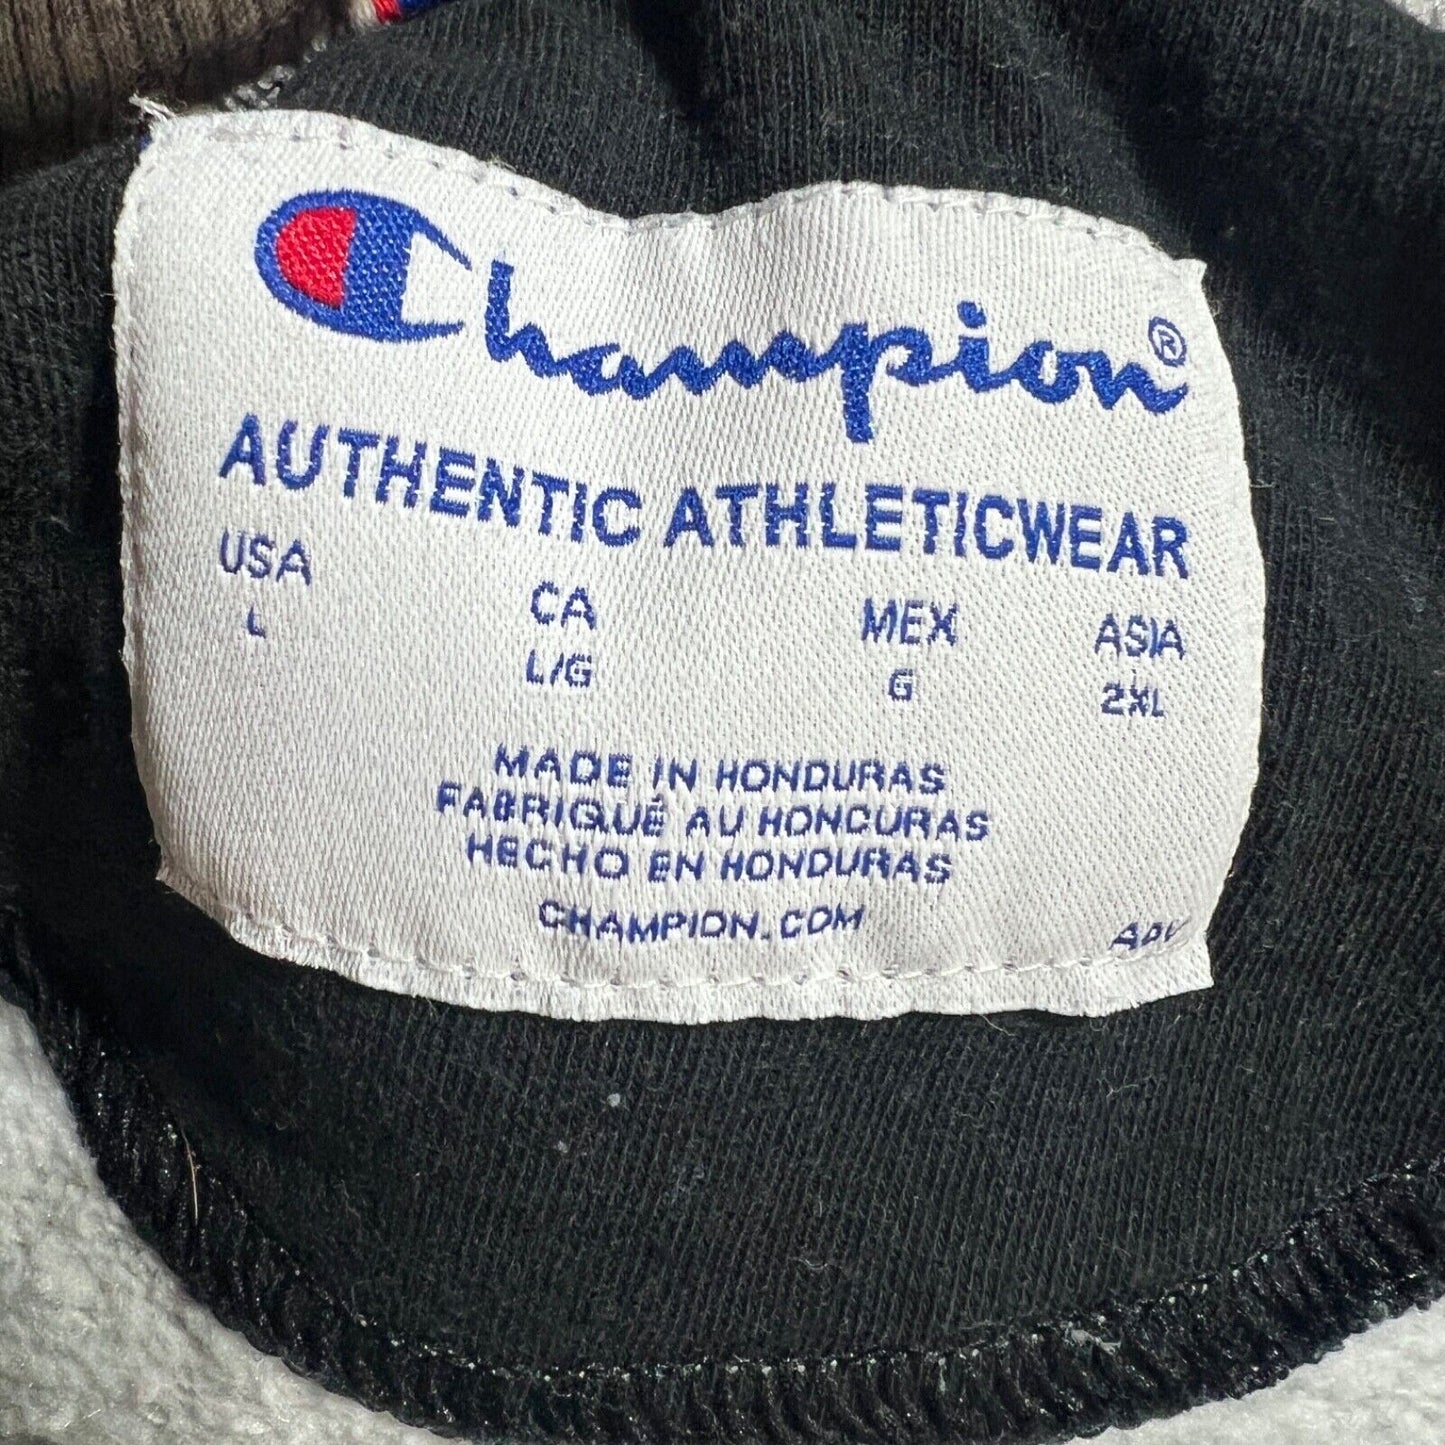 Champion®
AUTHENTIC ATHLETICWEAR
USA CA MEX ASIA
L L/G G 2XL
MADE IN HONDURAS
FABRIQUÉ AU HONDURAS
HECHO EN HONDURAS
CHAMPION.COM